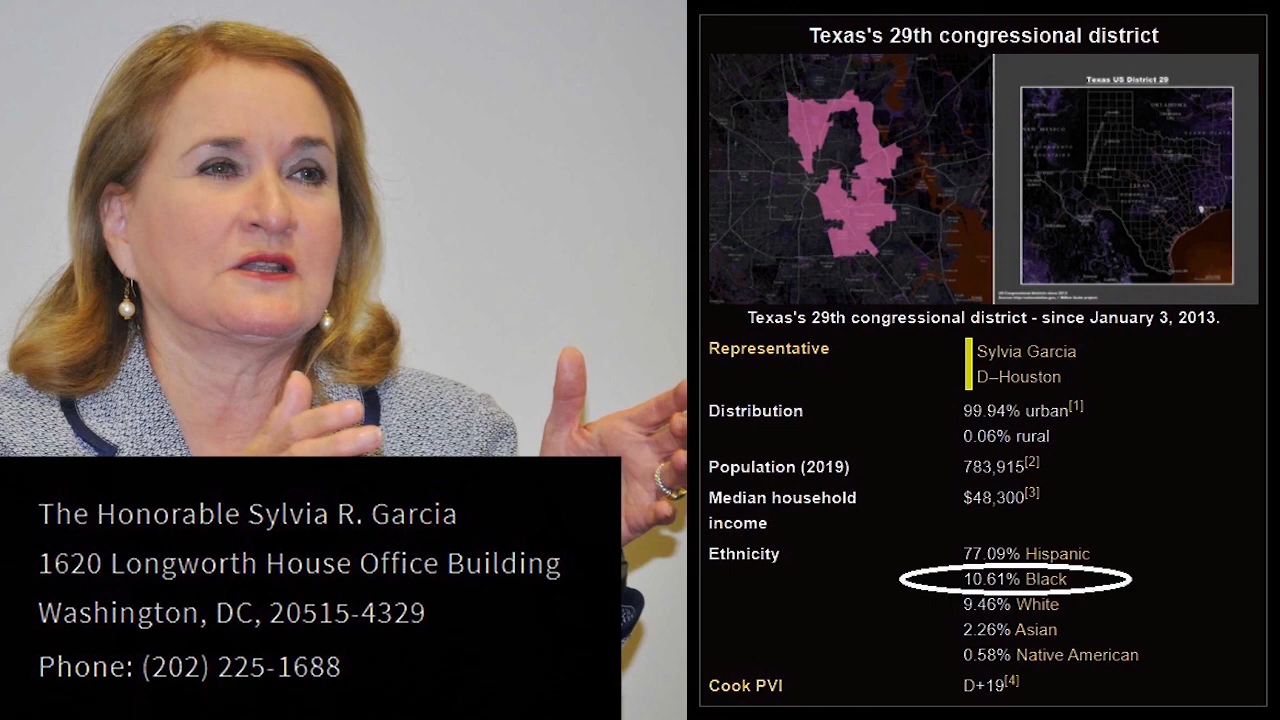 The Honorable Sylvia R. Garcia
1620 Longworth House Office Building
Washington, DC, 20515-4329
Phone: (202) 225-1688
Texas's 29th congressional district
Texas US District 29
OKLAHOMA
NEW MEXICO
TEXAS
Texas's 29th congressional district - since January 3, 2013.
Representative
Sylvia Garcia
D–Houston
Distribution
99.94% urban[1]
0.06% rural
Population (2019)
783,915[2]
Median household
income
$48,300[3]
Ethnicity
77.09% Hispanic
10.61% Black
9.46% White
2.26% Asian
0.58% Native American
Cook PVI
D+19[4]